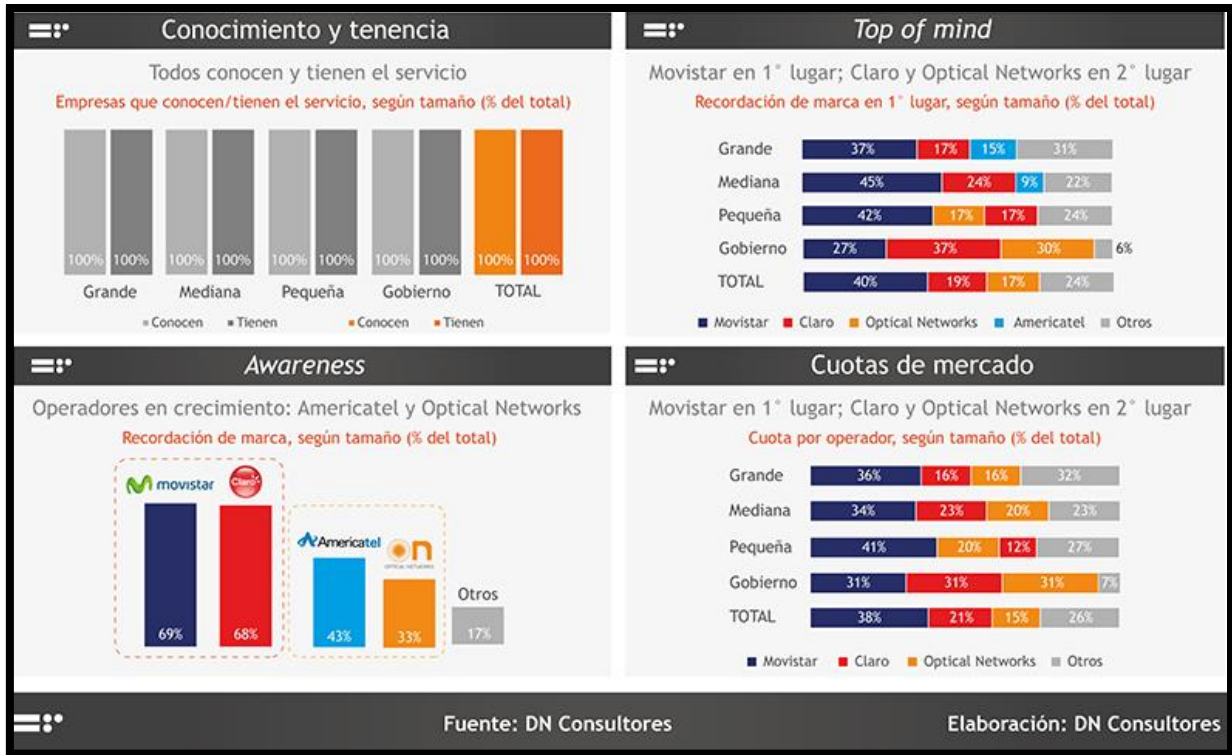 Conocimiento y tenencia
Todos conocen y tienen el servicio
Empresas que conocen/tienen el servicio, según tamaño (% del total)
100% 100% 100% 100% 100% 100% 100% 100% 100% 100%
Grande Mediana Pequeña Gobierno TOTAL
Conocen Tienen Conocen Tienen
Top of mind
Movistar en 1° lugar; Claro y Optical Networks en 2° lugar
Recordación de marca en 1° lugar, según tamaño (% del total)
Grande 37% 17% 15% 31%
Mediana 45% 24% 9% 22%
Pequeña 42% 17% 17% 24%
Gobierno 27% 37% 30% 6%
TOTAL 40% 19% 17% 24%
Movistar Claro Optical Networks Americatel Otros
Awareness
Operadores en crecimiento: Americatel y Optical Networks
Recordación de marca, según tamaño (% del total)
movistar Claro
Americatel on
OPTICAL NETWORKS
Otros
69% 68% 43% 33% 17%
Cuotas de mercado
Movistar en 1° lugar; Claro y Optical Networks en 2° lugar
Cuota por operador, según tamaño (% del total)
Grande 36% 16% 16% 32%
Mediana 34% 23% 20% 23%
Pequeña 41% 20% 12% 27%
Gobierno 31% 31% 31% 7%
TOTAL 38% 21% 15% 26%
Movistar Claro Optical Networks Otros
Fuente: DN Consultores
Elaboración: DN Consultores